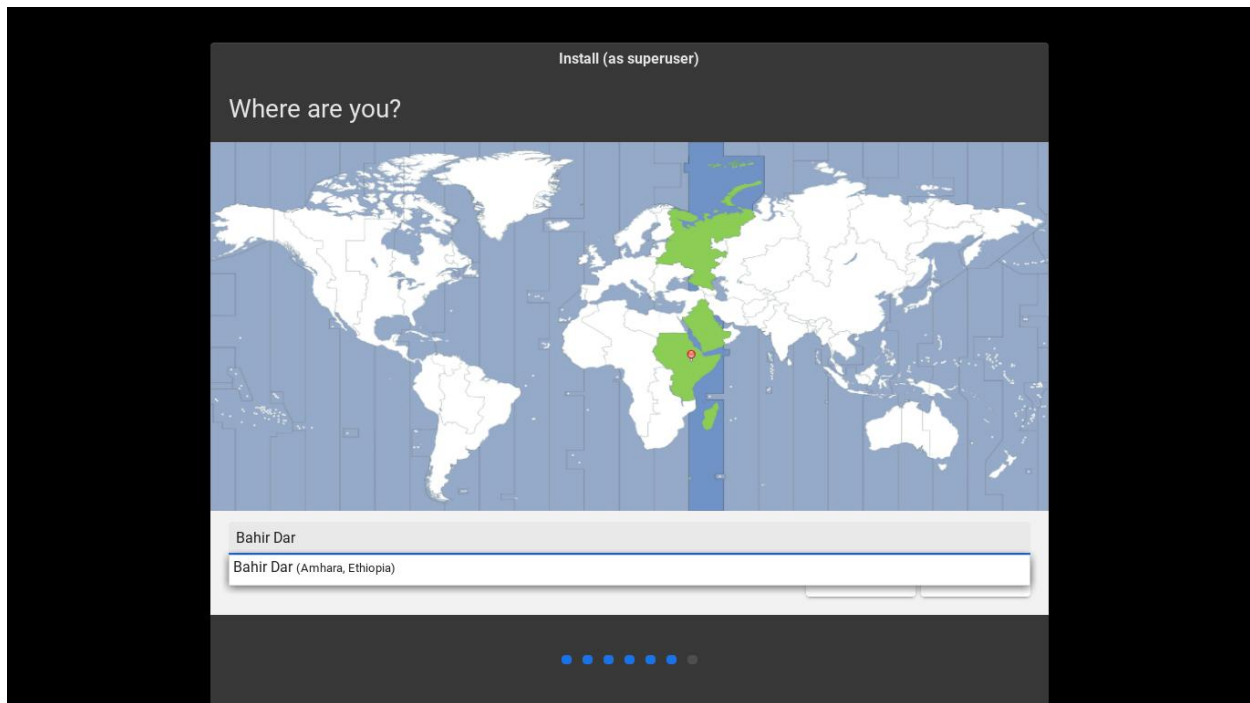 Install (as superuser)
Where are you?
Bahir Dar
Bahir Dar (Amhara, Ethiopia)